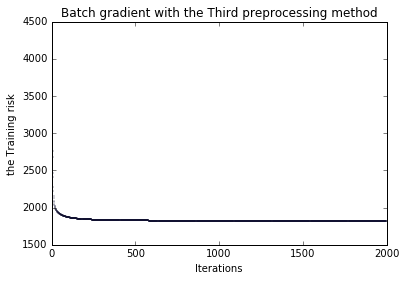 Batch gradient with the Third preprocessing method
4500
4000
3500
3000
2500
2000
1500
the Training risk
0 500 1000 1500 2000
Iterations